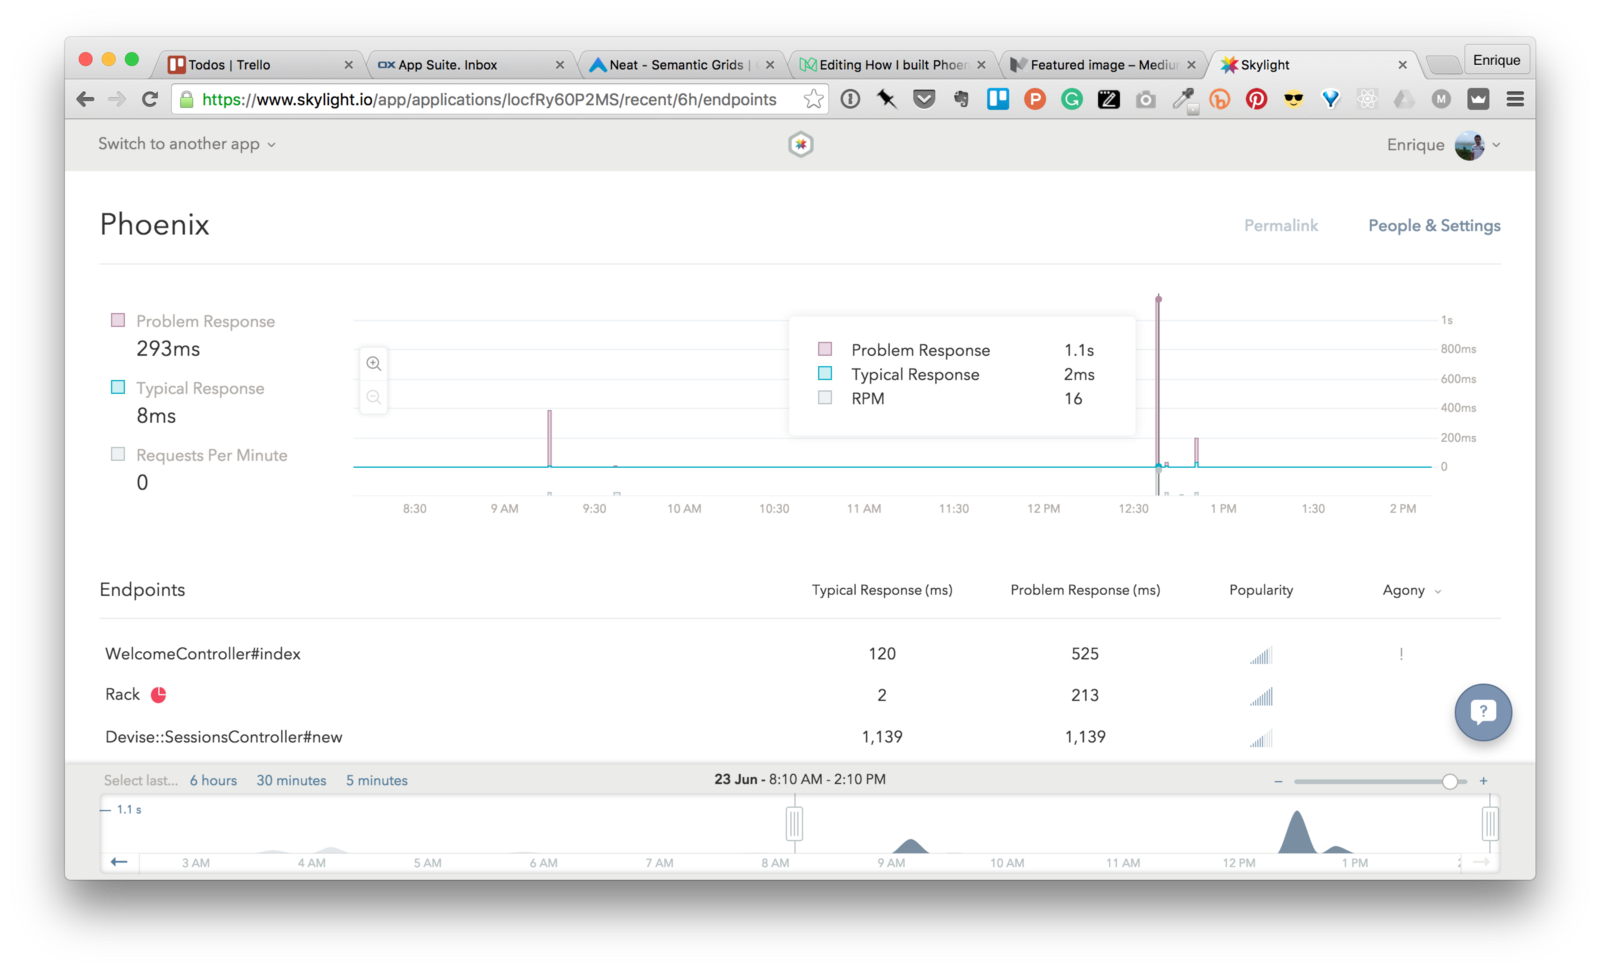 Todos | Trello
OX App Suite. Inbox
Neat - Semantic Grids |
Editing How I built Phoen
Featured image – Medium
Skylight
Enrique
https://www.skylight.io/app/applications/locfRy60P2MS/recent/6h/endpoints
Switch to another app
Enrique
Phoenix
Permalink
People & Settings
Problem Response
293ms
Typical Response
8ms
Requests Per Minute
0
Problem Response 1.1s
Typical Response 2ms
RPM 16
1s
800ms
600ms
400ms
200ms
0
8:30 9 AM 9:30 10 AM 10:30 11 AM 11:30 12 PM 12:30 1 PM 1:30 2 PM
Endpoints Typical Response (ms) Problem Response (ms) Popularity Agony
WelcomeController#index 120 525 !
Rack 2 213
Devise::SessionsController#new 1,139 1,139
Select last... 6 hours 30 minutes 5 minutes
23 Jun - 8:10 AM - 2:10 PM
− +
1.1 s
3 AM 4 AM 5 AM 6 AM 7 AM 8 AM 9 AM 10 AM 11 AM 12 PM 1 PM